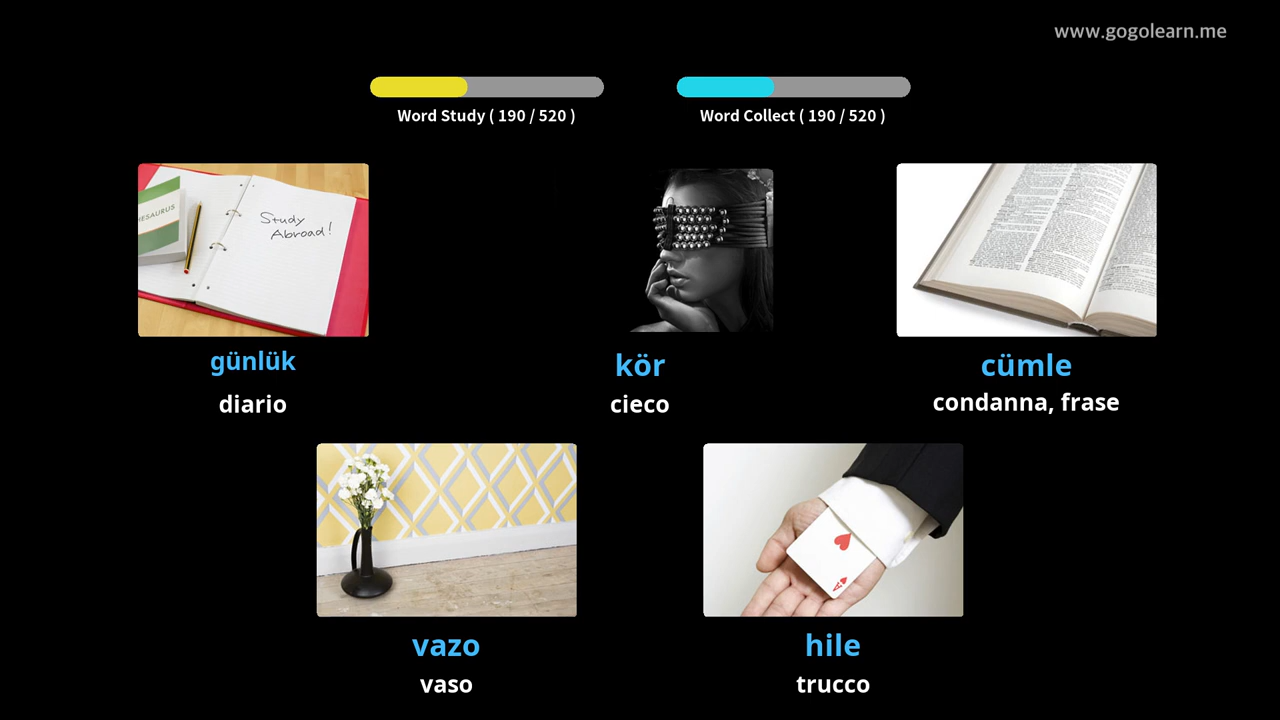 www.gogolearn.me
Word Study ( 190 / 520 )
Word Collect ( 190 / 520 )
HESAURUS
Study
Abroad!
günlük
diario
kör
cieco
cümle
condanna, frase
A
vazo
vaso
hile
trucco